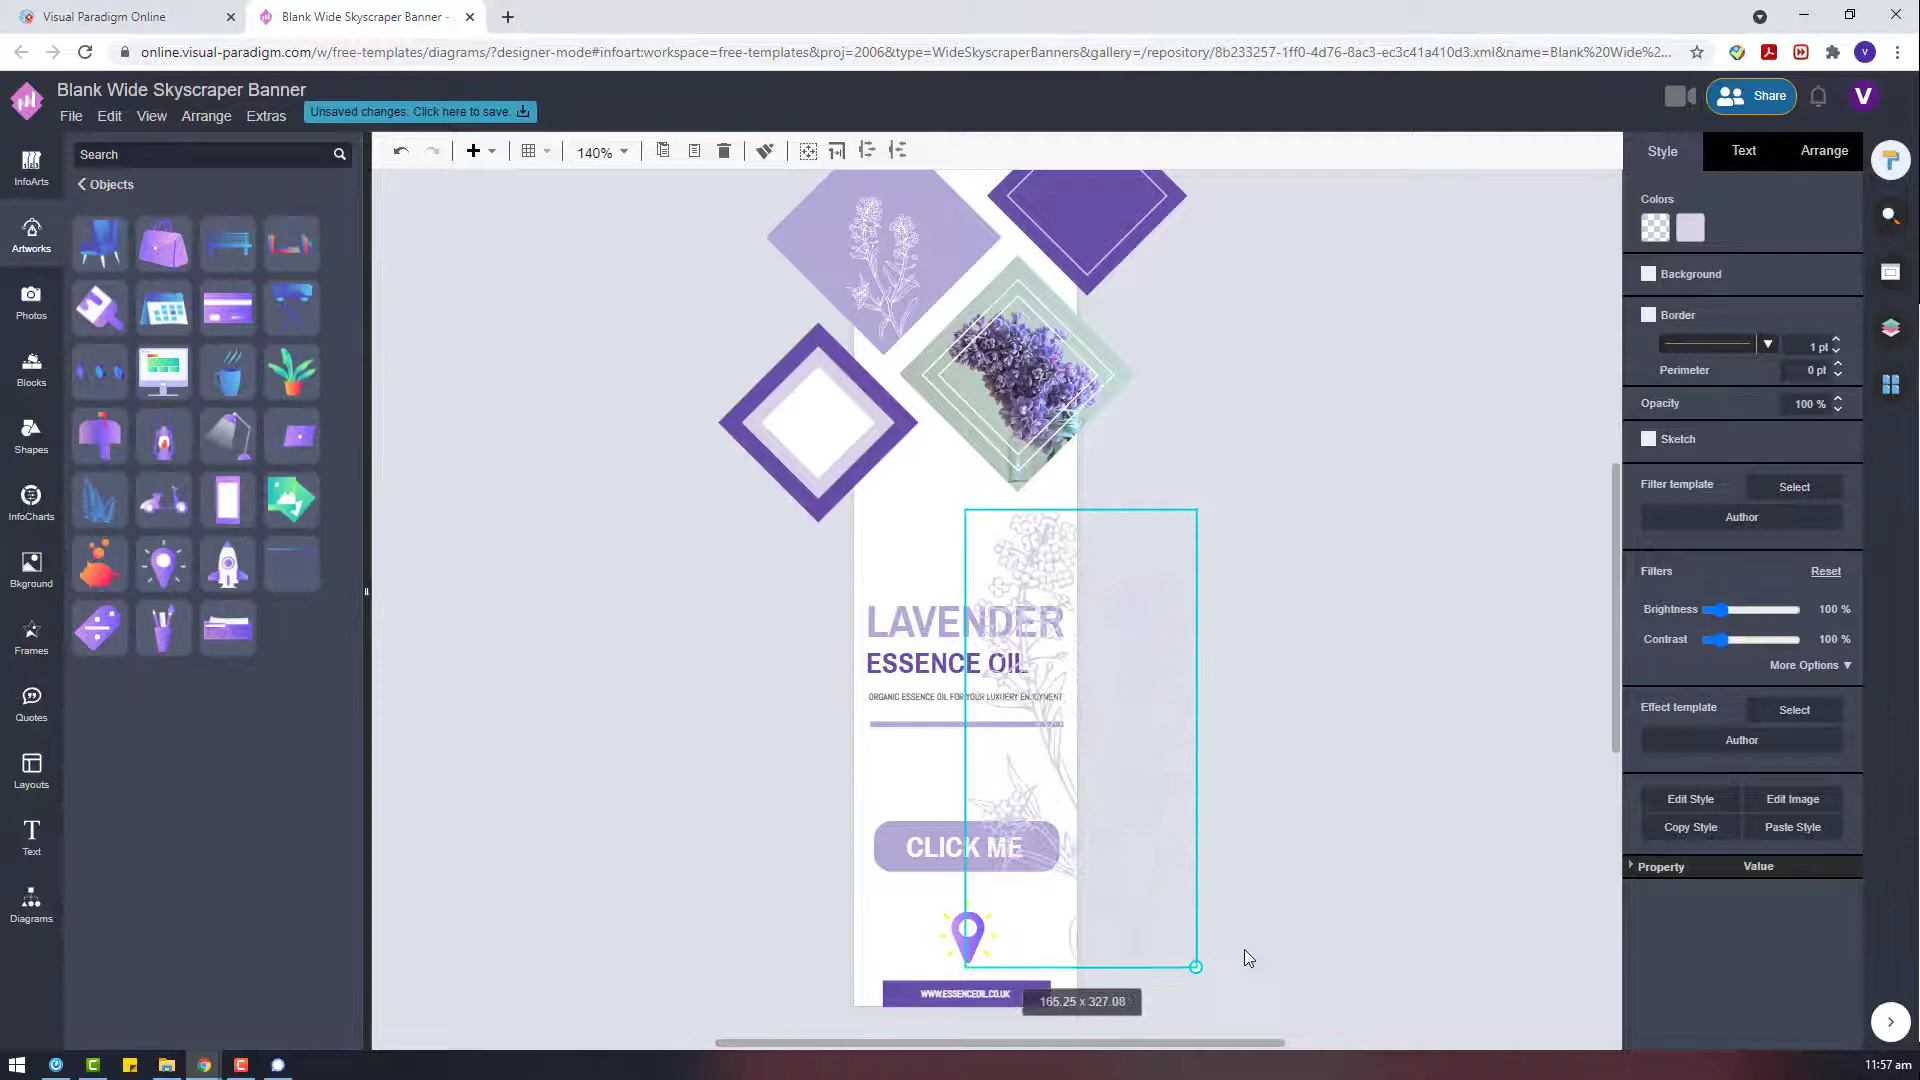 Visual Paradigm Online
Blank Wide Skyscraper Banner -
online.visual-paradigm.com/w/free-templates/diagrams/?designer-mode#infoart:workspace=free-templates&proj=2006&type=WideSkyscraperBanners&gallery=/repository/8b233257-1ff0-4d76-8ac3-ec3c41a410d3.xml&name=Blank%20Wide%2...
V
Blank Wide Skyscraper Banner
File Edit View Arrange Extras
Unsaved changes: Click here to save.
Share
V
InfoArts
Artworks
Photos
Blocks
Shapes
InfoCharts
Bkground
Frames
Quotes
Layouts
Text
Diagrams
Search
Objects
140%
LAVENDER
ESSENCE OIL
ORGANIC ESSENCE OIL FOR YOUR LUXUERY ENJOYMENT
CLICK ME
WWW.ESSENCEOIL.CO.UK
165.25 x 327.08
Style Text Arrange
Colors
Background
Border
1 pt
Perimeter 0 pt
Opacity 100 %
Sketch
Filter template Select
Author
Filters Reset
Brightness 100 %
Contrast 100 %
More Options ▼
Effect template Select
Author
Edit Style Edit Image
Copy Style Paste Style
Property Value
11:57 am